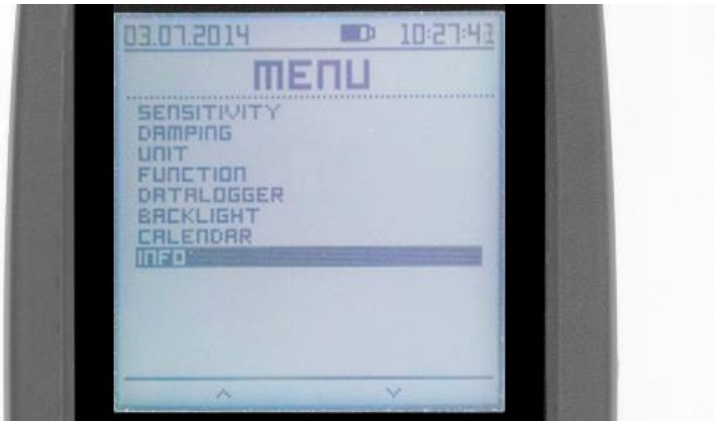 03.07.2014 10:27:43
MENU
SENSITIVITY
DAMPING
UNIT
FUNCTION
DATALOGGER
BACKLIGHT
CALENDAR
INFO